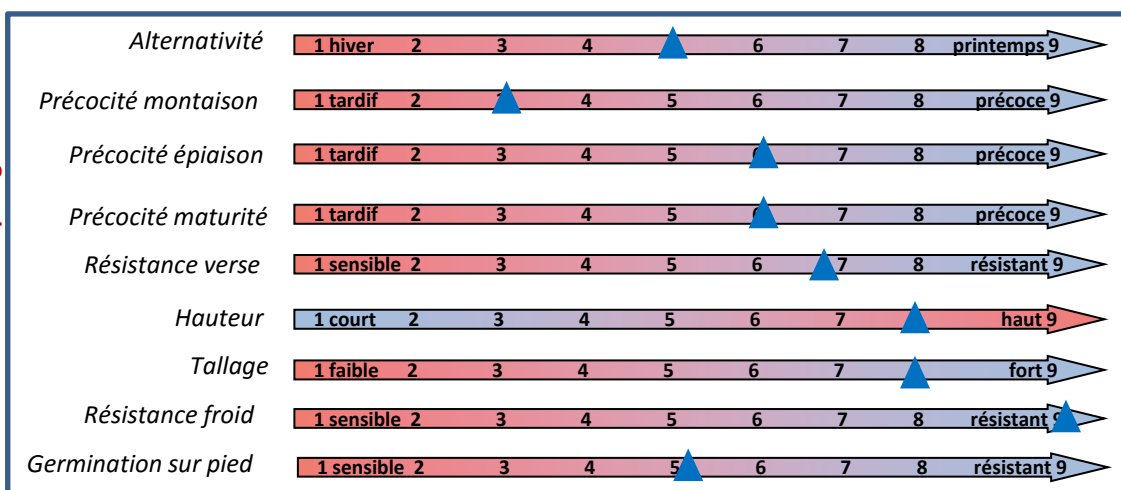 Alternativité 1 hiver 2 3 4 6 7 8 printemps 9
Précocité montaison 1 tardif 2 4 5 6 7 8 précoce 9
Précocité épiaison 1 tardif 2 3 4 5 7 8 précoce 9
Précocité maturité 1 tardif 2 3 4 5 7 8 précoce 9
Résistance verse 1 sensible 2 3 4 5 6 7 8 résistant 9
Hauteur 1 court 2 3 4 5 6 7 haut 9
Tallage 1 faible 2 3 4 5 6 7 fort 9
Résistance froid 1 sensible 2 3 4 5 6 7 8 résistant 9
Germination sur pied 1 sensible 2 3 4 5 6 7 8 résistant 9